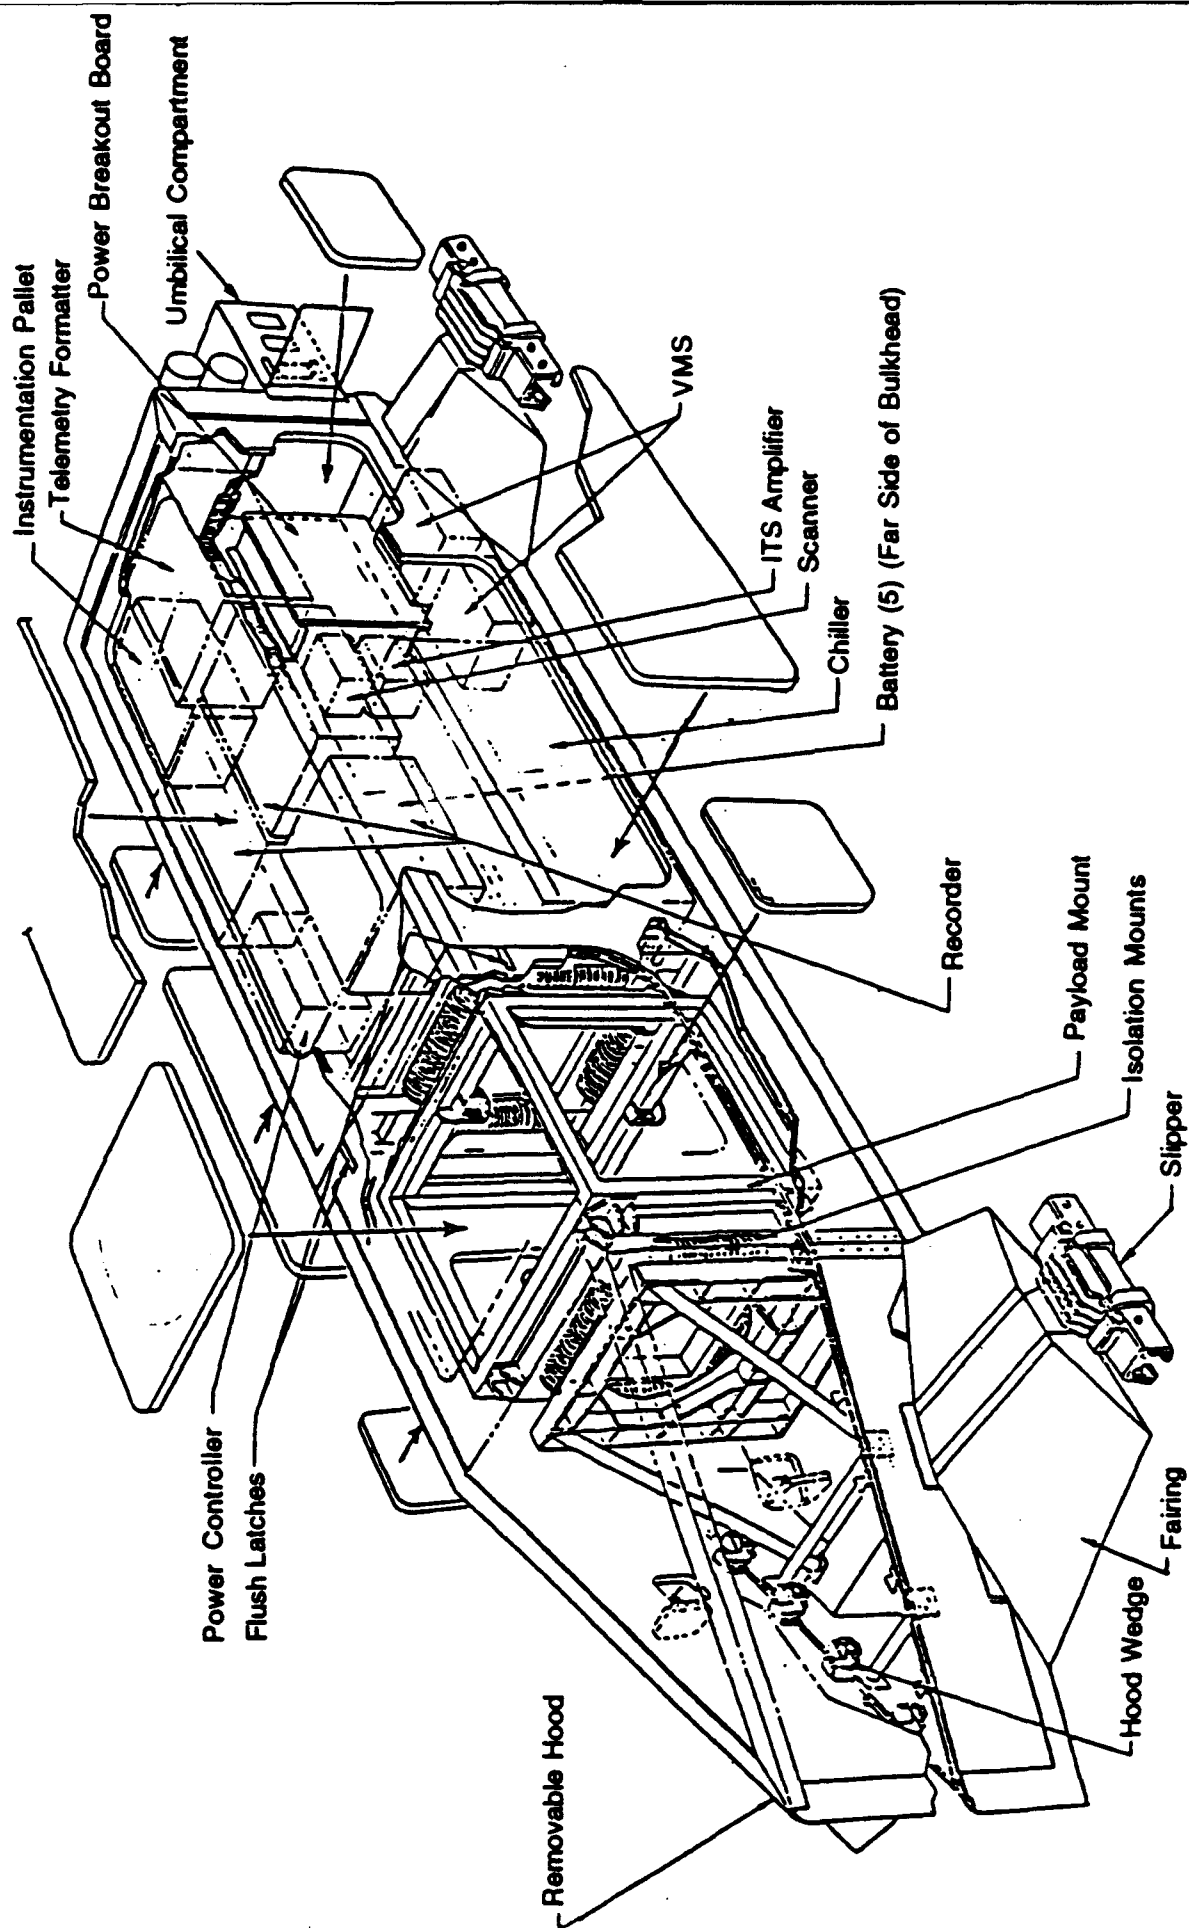 Instrumentation Pallet
Telemetry Formatter
Power Breakout Board
Umbilical Compartment
VMS
ITS Amplifier
Scanner
Chiller
Battery (5) (Far Side of Bulkhead)
Recorder
Payload Mount
Isolation Mounts
Slipper
Fairing
Hood Wedge
Removable Hood
Power Controller
Flush Latches